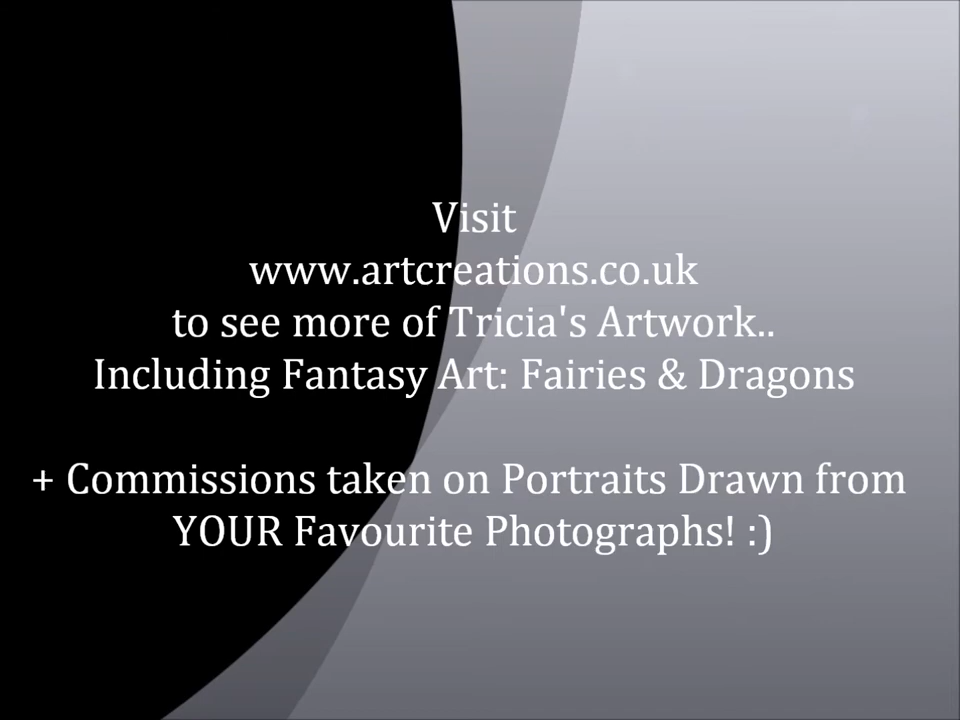 Visit
www.artcreations.co.uk
to see more of Tricia's Artwork..
Including Fantasy Art: Fairies & Dragons
+ Commissions taken on Portraits Drawn from
YOUR Favourite Photographs! :)